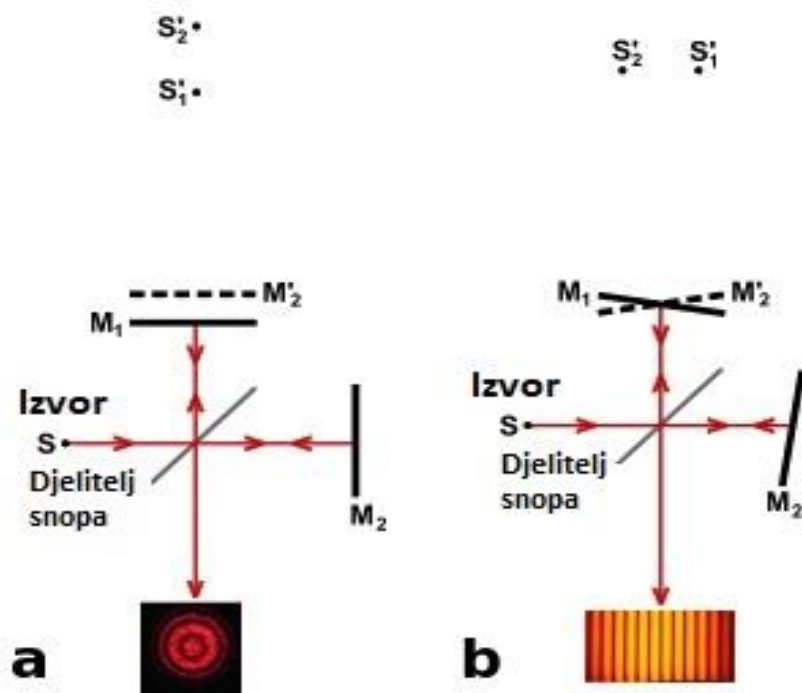 S'₂
S'₁
M'₂
M₁
Izvor
S
Djelitelj
snopa
M₂
a
S'₂ S'₁
M₁ M'₂
Izvor
S
Djelitelj
snopa
M₂
b